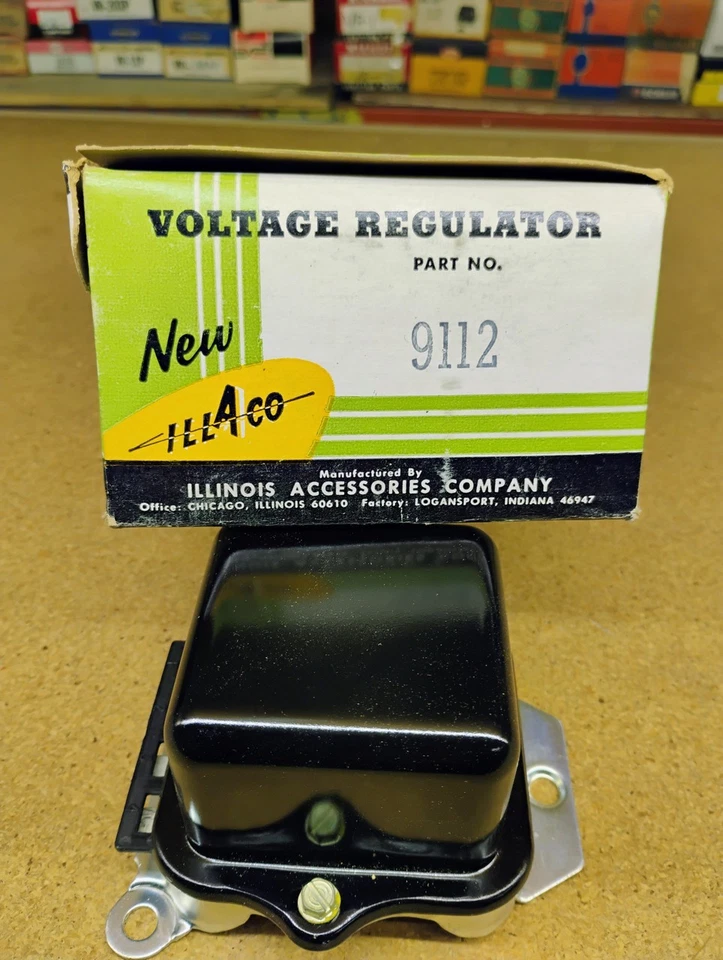 VOLTAGE REGULATOR
PART NO.
9112
New
ILLACO
Manufactured By
ILLINOIS ACCESSORIES COMPANY
Office: CHICAGO, ILLINOIS 60610 Factory: LOGANSPORT, INDIANA 46947